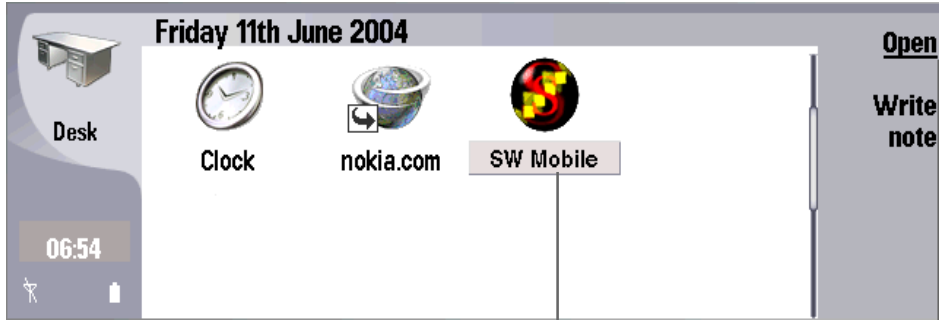 Friday 11th June 2004
Open
Write
note
Desk
Clock
nokia.com
SW Mobile
06:54